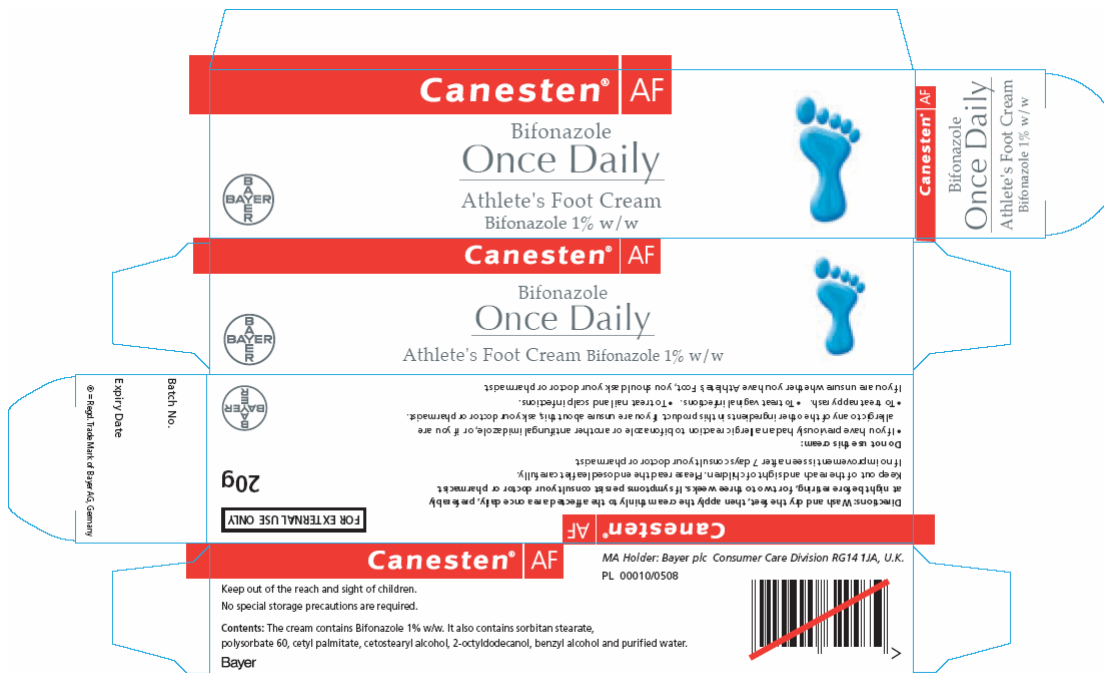 Canesten® AF
Bifonazole
Once Daily
Athlete's Foot Cream
Bifonazole 1% w/w
BAYER
BAYER
Canesten® AF
Bifonazole
Once Daily
Athlete's Foot Cream
Bifonazole 1% w/w
Canesten® AF
Bifonazole
Once Daily
Athlete's Foot Cream Bifonazole 1% w/w
BAYER
BAYER
Batch No.
Expiry Date
® = Regd. Trade Mark of Bayer AG, Germany
Canesten® AF
FOR EXTERNAL USE ONLY
20g
BAYER
BAYER
Directions: Wash and dry the feet, then apply the cream thinly to the affected area once daily, preferably
at night before retiring, for two to three weeks. If symptoms persist consult your doctor or pharmacist.
Keep out of the reach and sight of children. Please read the enclosed leaflet carefully.
If no improvement is seen after 7 days consult your doctor or pharmacist.
Do not use this cream:
• If you have previously had an allergic reaction to bifonazole or another antifungal imidazole, or if you are
allergic to any of the other ingredients in this product. If you are unsure about this, ask your doctor or pharmacist.
• To treat nappy rash. • To treat vaginal infections. • To treat nail and scalp infections.
If you are unsure whether you have Athlete's Foot, you should ask your doctor or pharmacist.
Canesten® AF
Keep out of the reach and sight of children.
No special storage precautions are required.
Contents: The cream contains Bifonazole 1% w/w. It also contains sorbitan stearate,
polysorbate 60, cetyl palmitate, cetostearyl alcohol, 2-octyldodecanol, benzyl alcohol and purified water.
Bayer
MA Holder: Bayer plc Consumer Care Division RG14 1JA, U.K.
PL 00010/0508